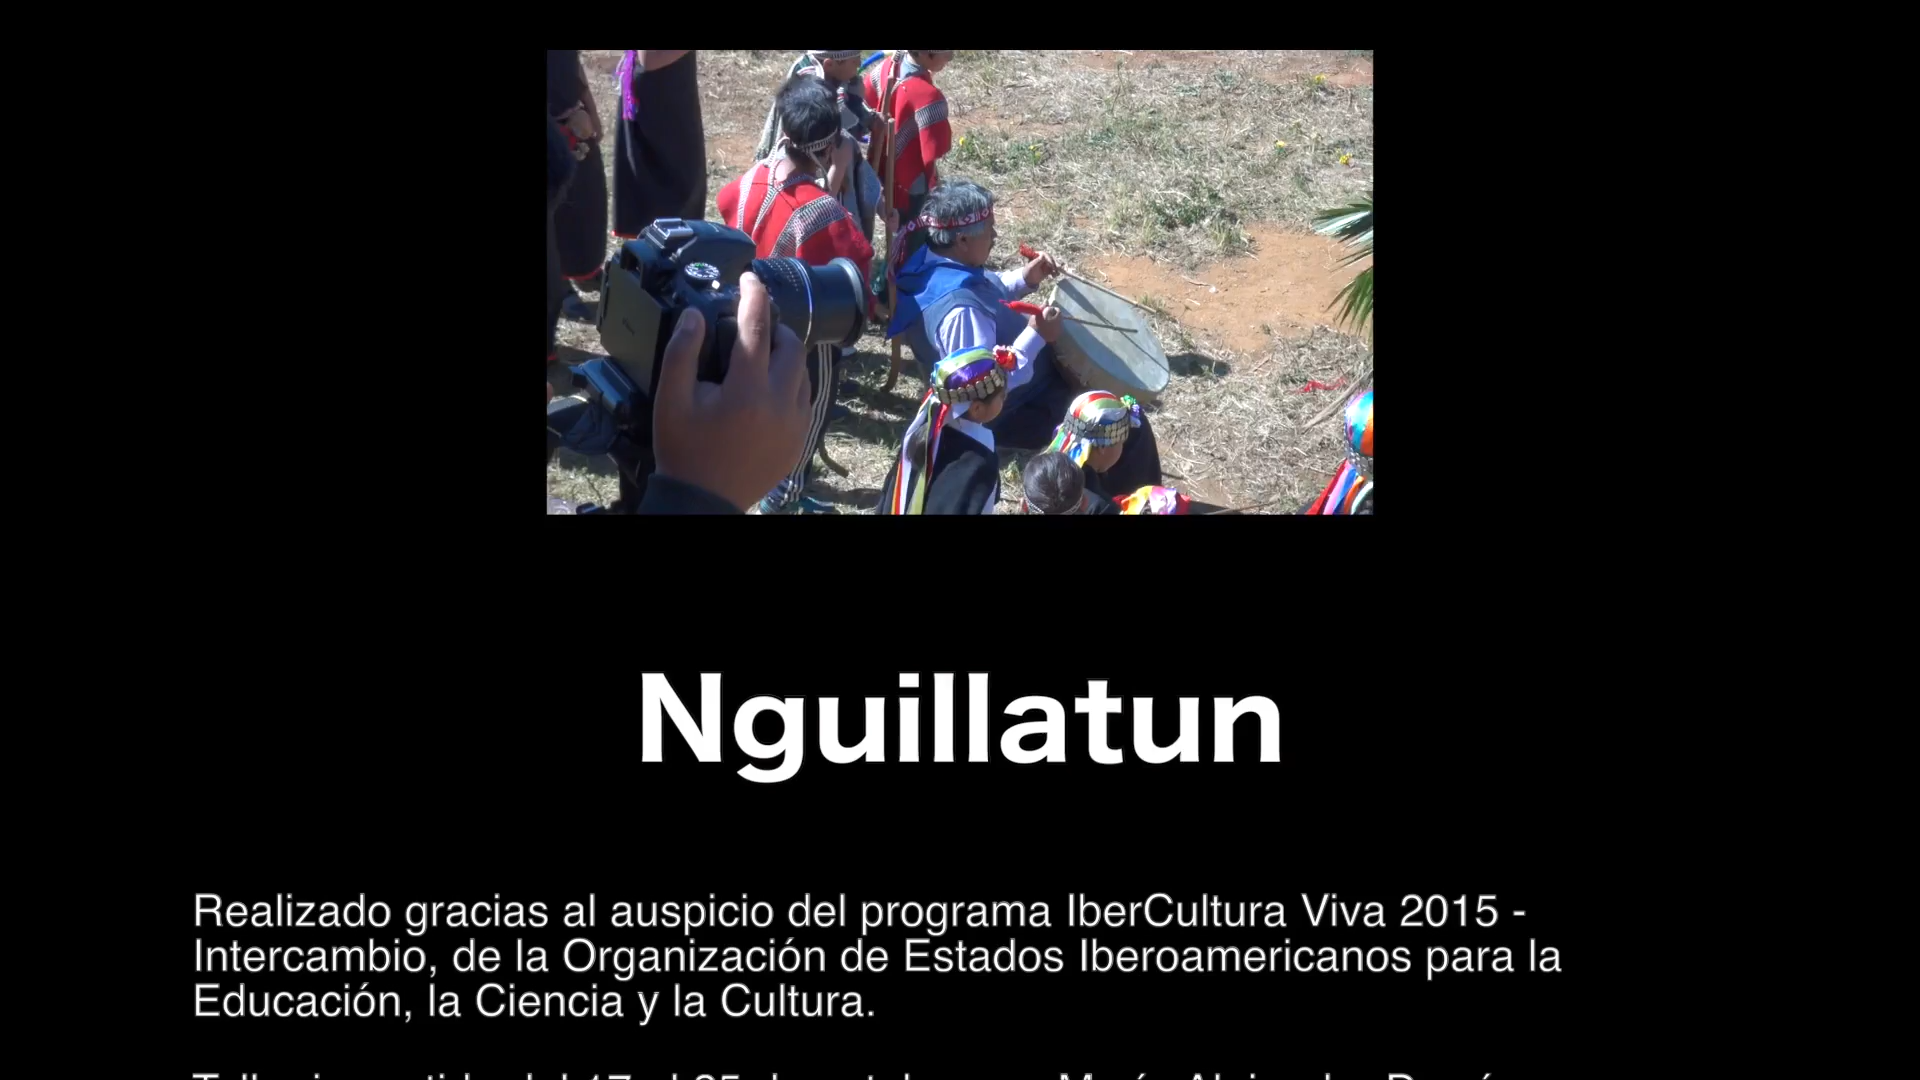 Nguillatun
Realizado gracias al auspicio del programa IberCultura Viva 2015 -
Intercambio, de la Organización de Estados Iberoamericanos para la
Educación, la Ciencia y la Cultura.